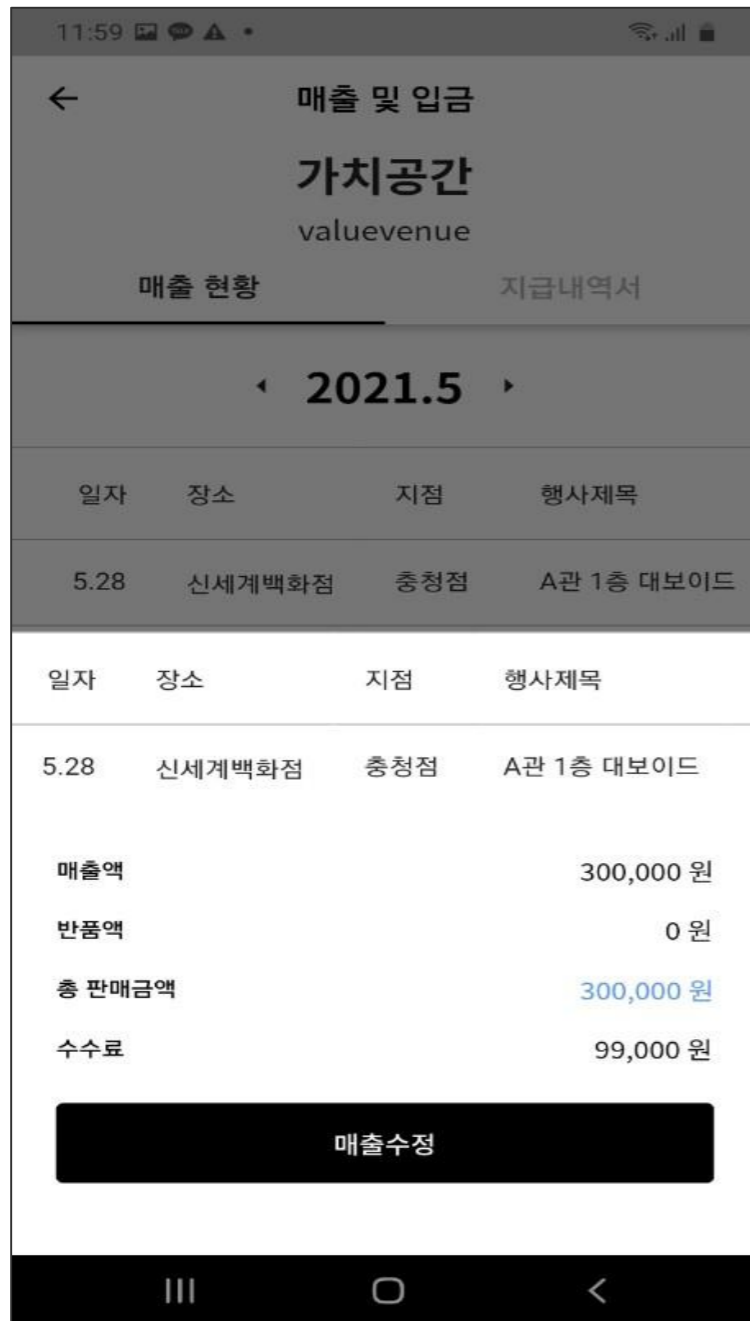 11:59
매출 및 입금
가치공간
valuevenue
매출 현황 지급내역서
2021.5
일자 장소 지점 행사제목
5.28 신세계백화점 충청점 A관 1층 대보이드
일자 장소 지점 행사제목
5.28 신세계백화점 충청점 A관 1층 대보이드
매출액 300,000 원
반품액 0 원
총 판매금액 300,000 원
수수료 99,000 원
매출수정